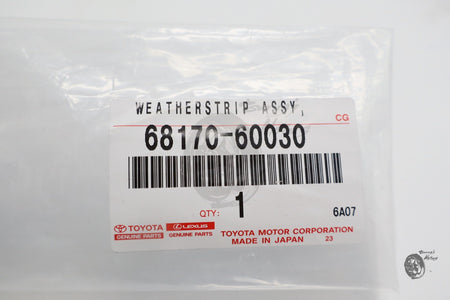 WEATHERSTRIP ASSY,
CG
68170-60030
QTY: 1
6A07
TOYOTA LEXUS TOYOTA MOTOR CORPORATION
GENUINE PARTS GENUINE PARTS MADE IN JAPAN 23